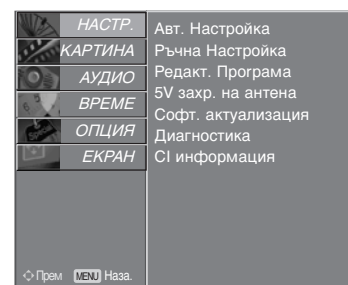 НАСТР.
КАРТИНА
АУДИО
ВРЕМЕ
ОПЦИЯ
ЕКРАН
Авт. Настройка
Ръчна Настройка
Редакт. Програма
5V захр. на антена
Софт. актуализация
Диагностика
CI информация
Прем MENU Наза.